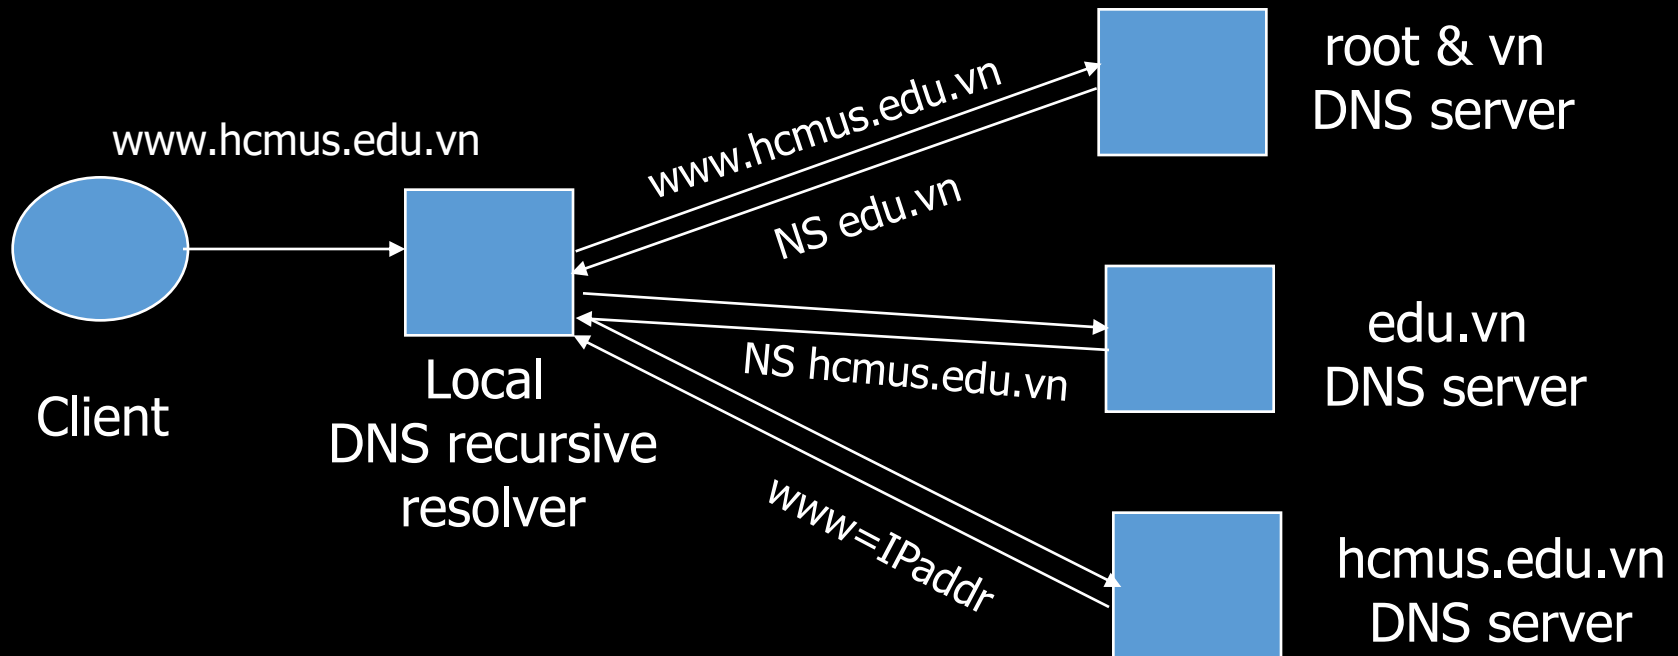 www.hcmus.edu.vn
Client
Local
DNS recursive
resolver
www.hcmus.edu.vn
NS edu.vn
root & vn
DNS server
NS hcmus.edu.vn
edu.vn
DNS server
www=IPaddr
hcmus.edu.vn
DNS server